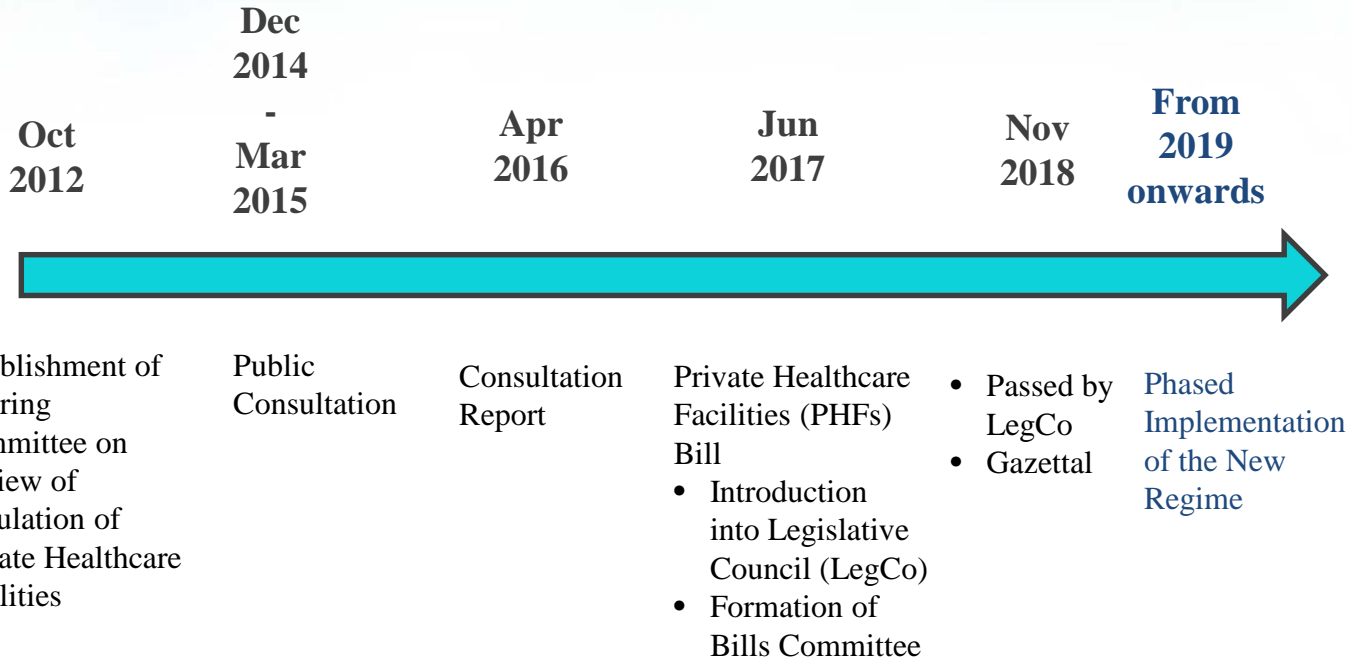 Oct
2012
Dec
2014
-
Mar
2015
Apr
2016
Jun
2017
Nov
2018
From
2019
onwards
blishment of
ring
mmittee on
iew of
ulation of
ate Healthcare
lities
Public
Consultation
Consultation
Report
Private Healthcare
Facilities (PHFs)
Bill
• Introduction
into Legislative
Council (LegCo)
• Formation of
Bills Committee
• Passed by
LegCo
• Gazettal
Phased
Implementation
of the New
Regime